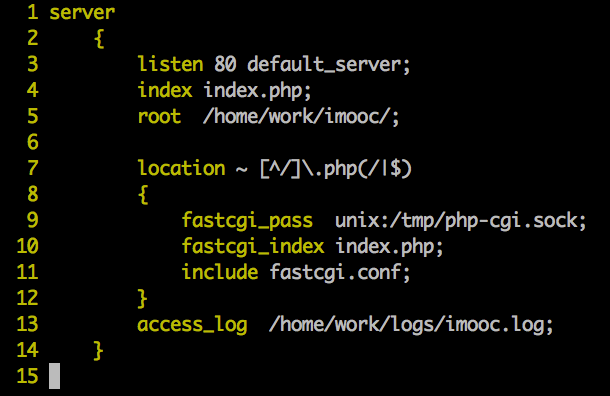 1 server
2     {
3         listen 80 default_server;
4         index index.php;
5         root  /home/work/imooc/;
6
7         location ~ [^/]\.php(/|$)
8         {
9             fastcgi_pass  unix:/tmp/php-cgi.sock;
10             fastcgi_index index.php;
11             include fastcgi.conf;
12         }
13         access_log  /home/work/logs/imooc.log;
14     }
15